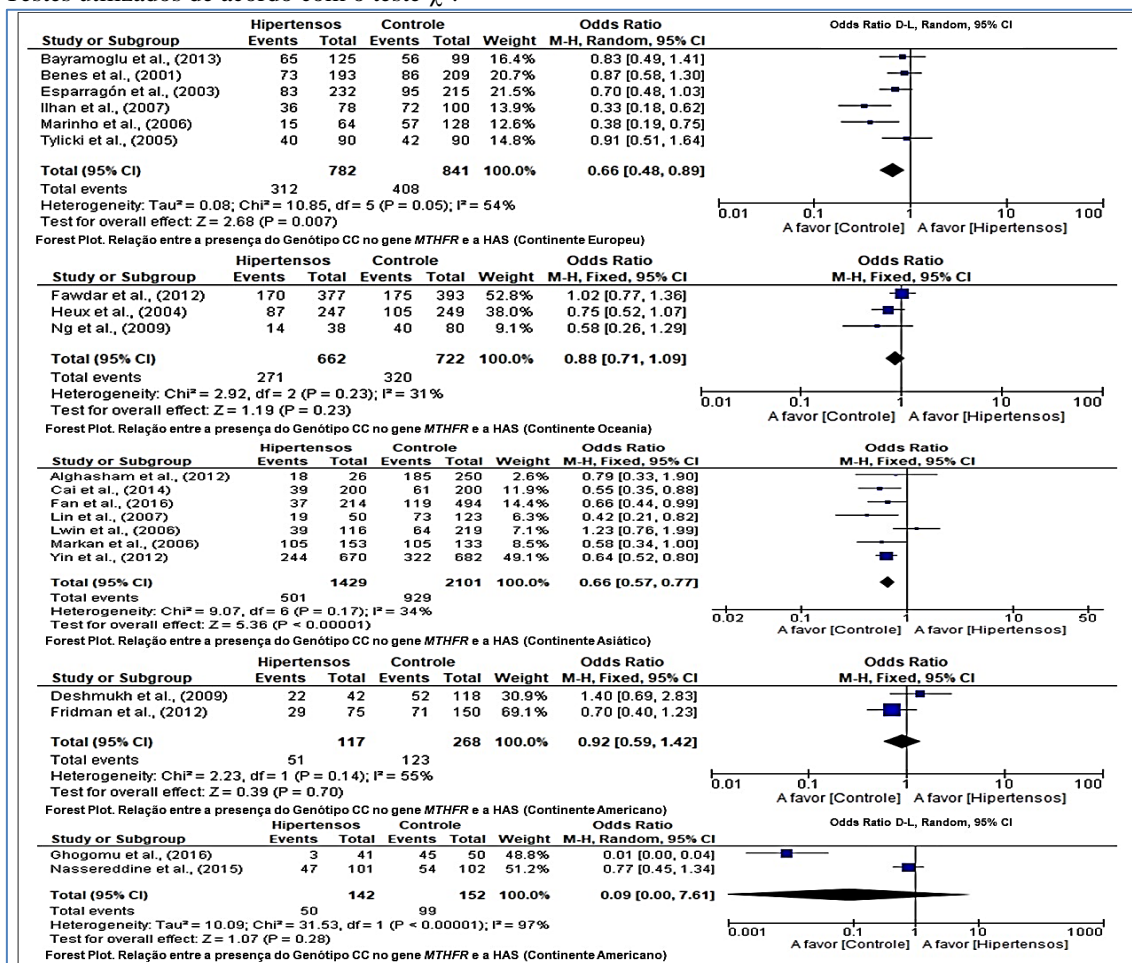 Hipertensos Controle Odds Ratio Odds Ratio D-L, Random, 95% CI
Study or Subgroup Events Total Events Total Weight M-H, Random, 95% CI
Bayramoglu et al., (2013) 65 125 56 99 16.4% 0.83 [0.49, 1.41]
Benes et al., (2001) 73 193 86 209 20.7% 0.87 [0.58, 1.30]
Esparragón et al., (2003) 83 232 95 215 21.5% 0.70 [0.48, 1.03]
Ilhan et al., (2007) 36 78 72 100 13.9% 0.33 [0.18, 0.62]
Marinho et al., (2006) 15 64 57 128 12.6% 0.38 [0.19, 0.75]
Tylicki et al., (2005) 40 90 42 90 14.8% 0.91 [0.51, 1.64]
Total (95% CI) 782 841 100.0% 0.66 [0.48, 0.89]
Total events 312 408
Heterogeneity: Tau² = 0.08; Chi² = 10.85, df = 5 (P = 0.05); I² = 54%
Test for overall effect: Z = 2.68 (P = 0.007)
0.01 0.1 1 10 100
A favor [Controle] A favor [Hipertensos]
Forest Plot. Relação entre a presença do Genótipo CC no gene MTHFR e a HAS (Continente Europeu)
Hipertensos Controle Odds Ratio Odds Ratio
Study or Subgroup Events Total Events Total Weight M-H, Fixed, 95% CI M-H, Fixed, 95% CI
Fawdar et al., (2012) 170 377 175 393 52.8% 1.02 [0.77, 1.36]
Heux et al., (2004) 87 247 105 249 38.0% 0.75 [0.52, 1.07]
Ng et al., (2009) 14 38 40 80 9.1% 0.58 [0.26, 1.29]
Total (95% CI) 662 722 100.0% 0.88 [0.71, 1.09]
Total events 271 320
Heterogeneity: Chi² = 2.92, df = 2 (P = 0.23); I² = 31%
Test for overall effect: Z = 1.19 (P = 0.23)
0.01 0.1 1 10 100
A favor [Controle] A favor [Hipertensos]
Forest Plot. Relação entre a presença do Genótipo CC no gene MTHFR e a HAS (Continente Oceania)
Hipertensos Controle Odds Ratio Odds Ratio
Study or Subgroup Events Total Events Total Weight M-H, Fixed, 95% CI M-H, Fixed, 95% CI
Alghasham et al., (2012) 18 26 185 250 2.6% 0.79 [0.33, 1.90]
Cai et al., (2014) 39 200 61 200 11.9% 0.55 [0.35, 0.88]
Fan et al., (2016) 37 214 119 494 14.4% 0.66 [0.44, 0.99]
Lin et al., (2007) 19 50 73 123 6.3% 0.42 [0.21, 0.82]
Lwin et al., (2006) 39 116 64 219 7.1% 1.23 [0.76, 1.99]
Markan et al., (2006) 105 153 105 133 8.5% 0.58 [0.34, 1.00]
Yin et al., (2012) 244 670 322 682 49.1% 0.64 [0.52, 0.80]
Total (95% CI) 1429 2101 100.0% 0.66 [0.57, 0.77]
Total events 501 929
Heterogeneity: Chi² = 9.07, df = 6 (P = 0.17); I² = 34%
Test for overall effect: Z = 5.36 (P < 0.00001)
0.02 0.1 1 10 50
A favor [Controle] A favor [Hipertensos]
Forest Plot. Relação entre a presença do Genótipo CC no gene MTHFR e a HAS (Continente Asiático)
Hipertensos Controle Odds Ratio Odds Ratio
Study or Subgroup Events Total Events Total Weight M-H, Fixed, 95% CI M-H, Fixed, 95% CI
Deshmukh et al., (2009) 22 42 52 118 30.9% 1.40 [0.69, 2.83]
Fridman et al., (2012) 29 75 71 150 69.1% 0.70 [0.40, 1.23]
Total (95% CI) 117 268 100.0% 0.92 [0.59, 1.42]
Total events 51 123
Heterogeneity: Chi² = 2.23, df = 1 (P = 0.14); I² = 55%
Test for overall effect: Z = 0.39 (P = 0.70)
0.01 0.1 1 10 100
A favor [Controle] A favor [Hipertensos]
Forest Plot. Relação entre a presença do Genótipo CC no gene MTHFR e a HAS (Continente Americano)
Hipertensos Controle Odds Ratio Odds Ratio D-L, Random, 95% CI
Study or Subgroup Events Total Events Total Weight M-H, Random, 95% CI
Ghogomu et al., (2016) 3 41 45 50 48.8% 0.01 [0.00, 0.04]
Nassereddine et al., (2015) 47 101 54 102 51.2% 0.77 [0.45, 1.34]
Total (95% CI) 142 152 100.0% 0.09 [0.00, 7.61]
Total events 50 99
Heterogeneity: Tau² = 10.09; Chi² = 31.53, df = 1 (P < 0.00001); I² = 97%
Test for overall effect: Z = 1.07 (P = 0.28)
0.001 0.1 1 10 1000
A favor [Controle] A favor [Hipertensos]
Forest Plot. Relação entre a presença do Genótipo CC no gene MTHFR e a HAS (Continente Americano)